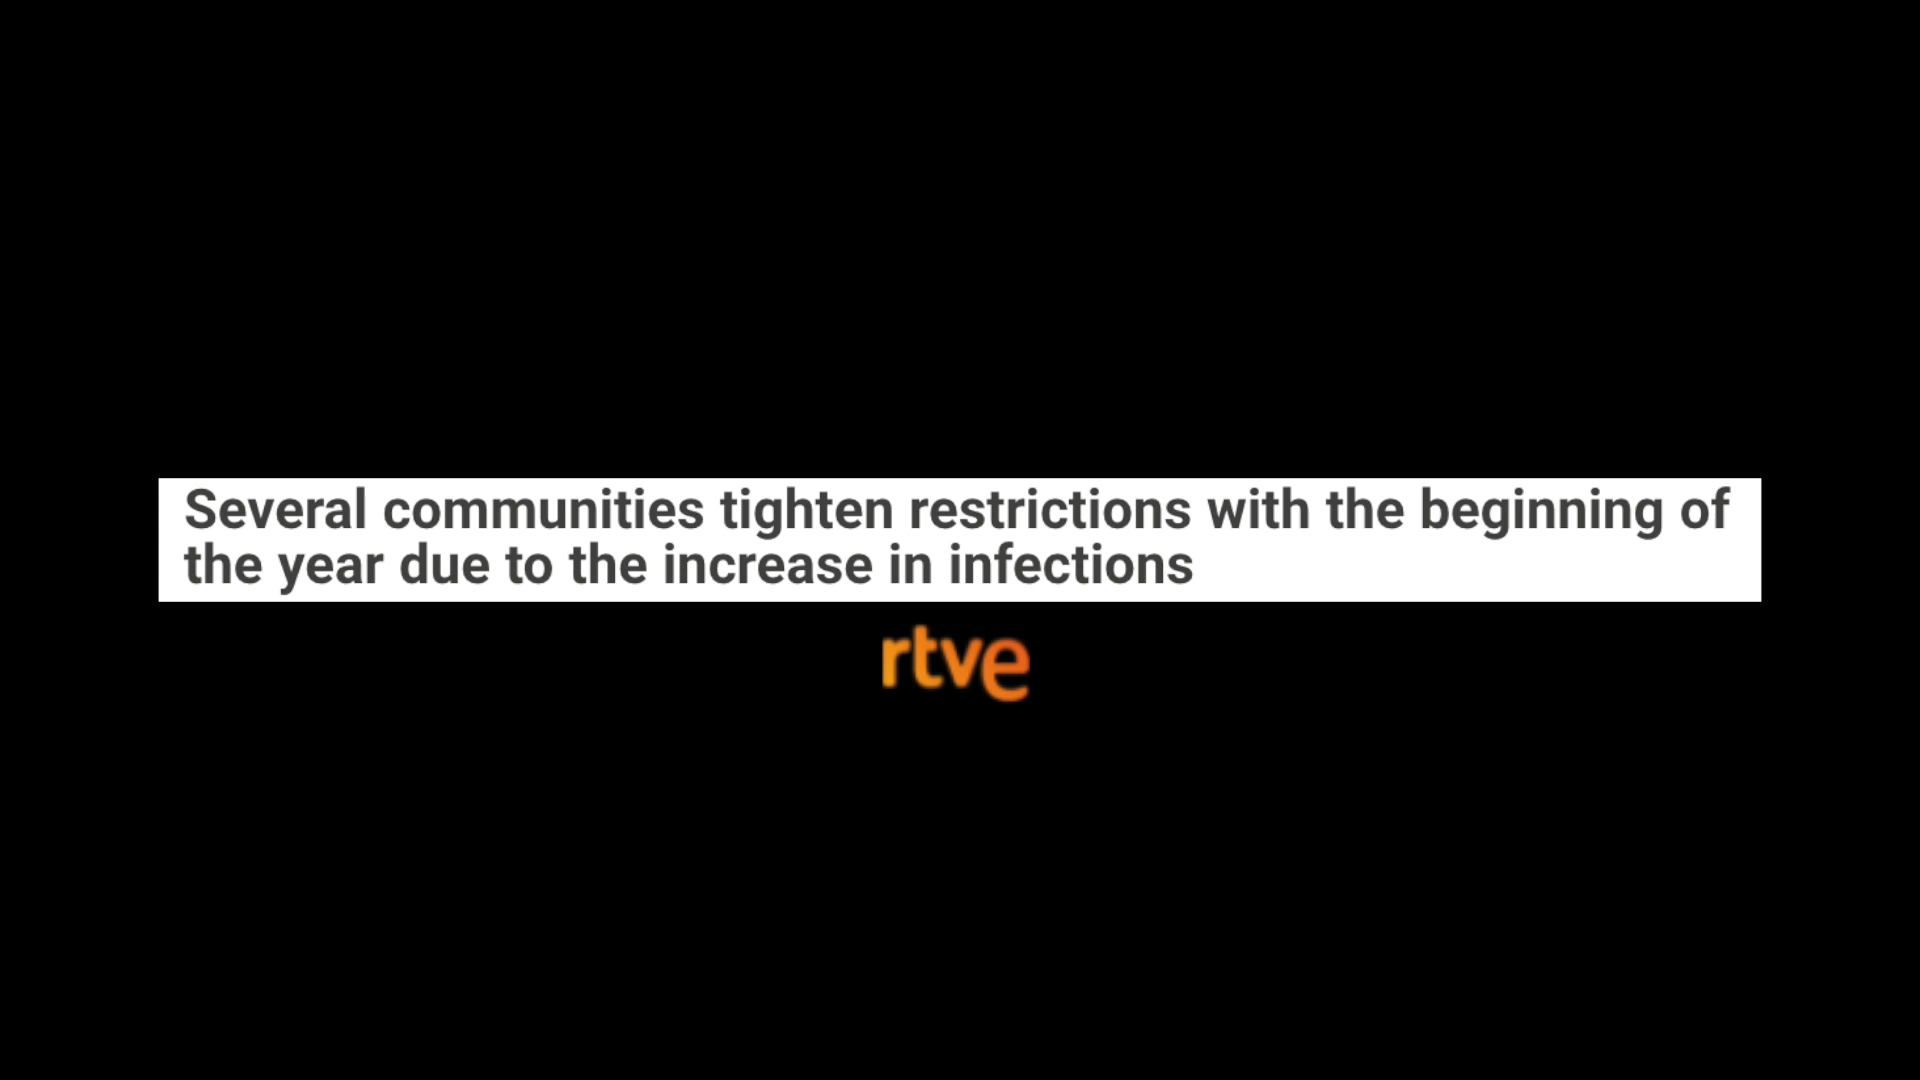 Several communities tighten restrictions with the beginning of
the year due to the increase in infections
rtve